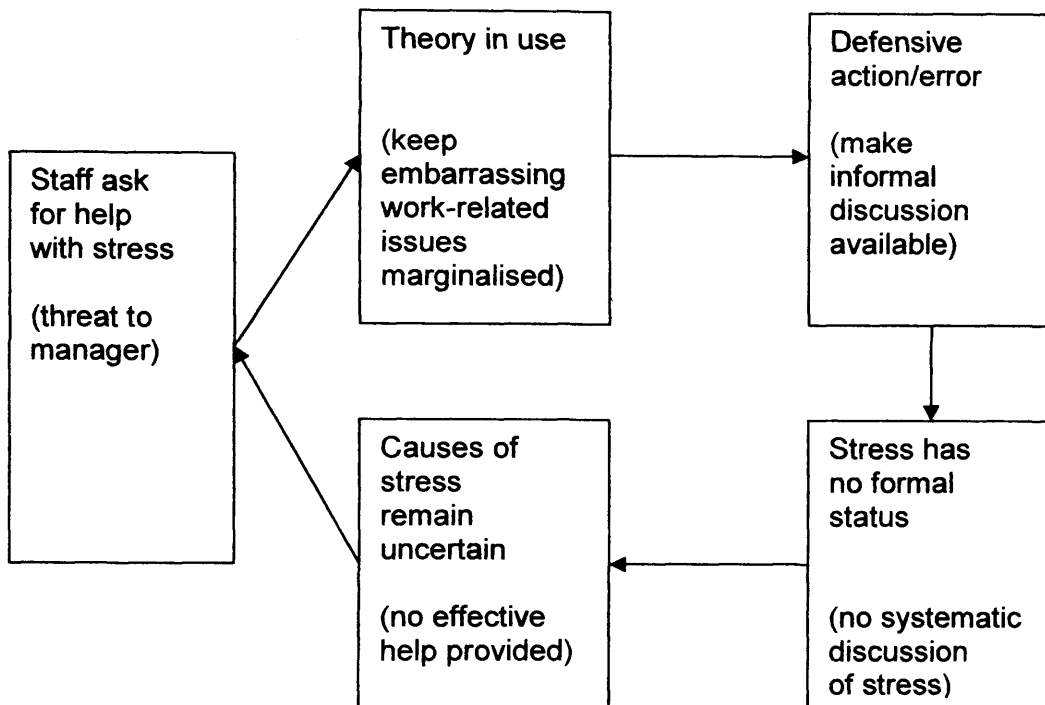 Staff ask
for help
with stress
(threat to
manager)
Theory in use
(keep
embarrassing
work-related
issues
marginalised)
Defensive
action/error
(make
informal
discussion
available)
Stress has
no formal
status
(no systematic
discussion
of stress)
Causes of
stress
remain
uncertain
(no effective
help provided)